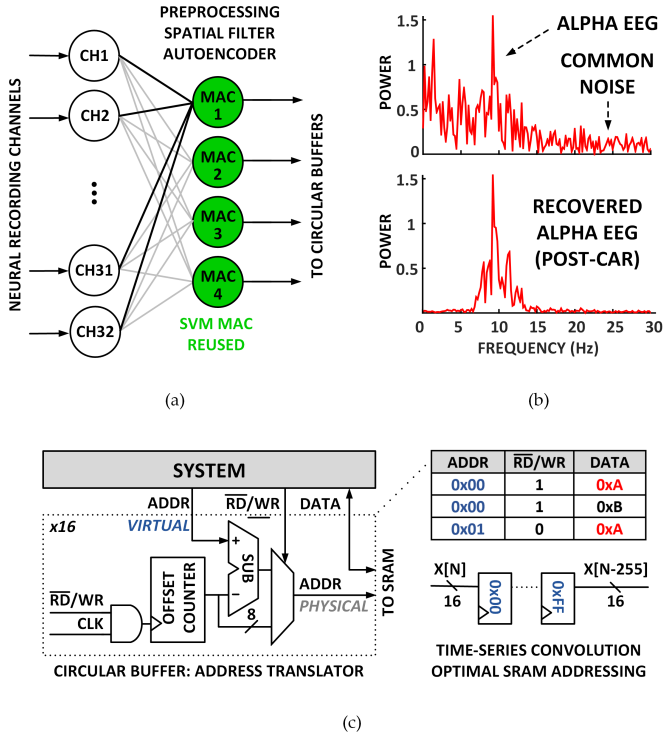 PREPROCESSING
SPATIAL FILTER
AUTOENCODER
NEURAL RECORDING CHANNELS
CH1
CH2
CH31
CH32
MAC
1
MAC
2
MAC
3
MAC
4
SVM MAC
REUSED
TO CIRCULAR BUFFERS
(a)
POWER
1.5
1
0.5
0
ALPHA EEG
COMMON
NOISE
POWER
1.5
1
0.5
RECOVERED
ALPHA EEG
(POST-CAR)
0 5 10 15 20 25 30
FREQUENCY (Hz)
(b)
SYSTEM
ADDR
VIRTUAL
R̅D̅/WR
DATA
x16
R̅D̅/WR
CLK
OFFSET
COUNTER
+
SUB
−
8
ADDR
PHYSICAL
TO SRAM
CIRCULAR BUFFER: ADDRESS TRANSLATOR
ADDR R̅D̅/WR DATA
0x00 1 0xA
0x00 1 0xB
0x01 0 0xA
X[N]
16
0x00
0xFF
X[N-255]
16
TIME-SERIES CONVOLUTION
OPTIMAL SRAM ADDRESSING
(c)